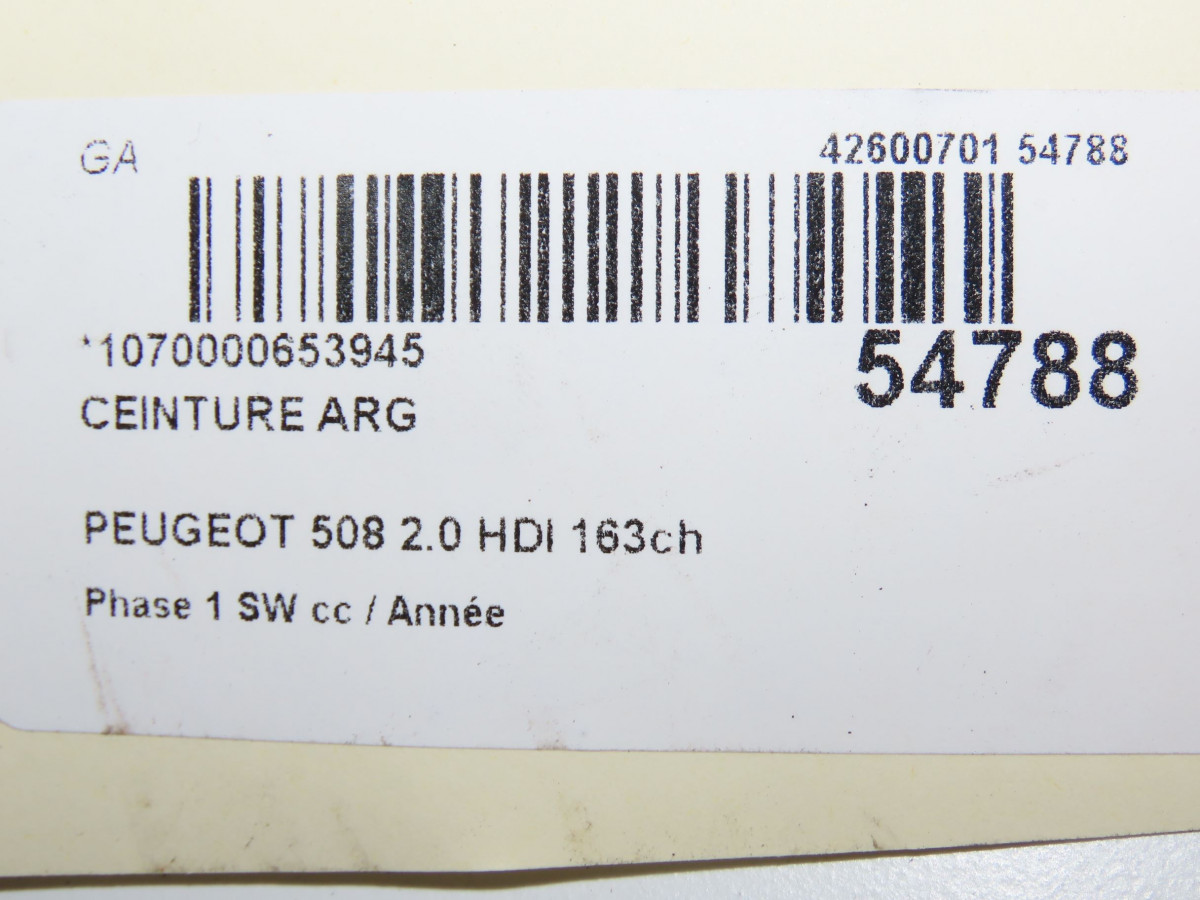 GA
42600701 54788
*1070000653945
54788
CEINTURE ARG
PEUGEOT 508 2.0 HDI 163ch
Phase 1 SW cc / Année